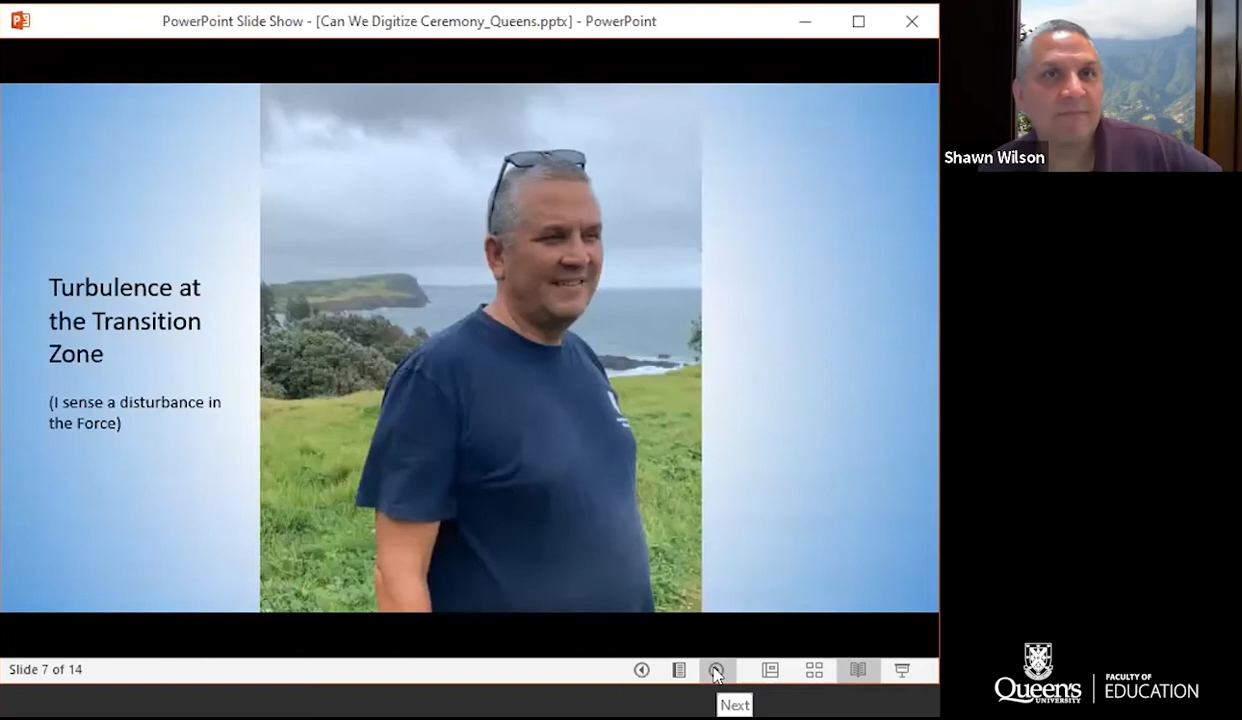 PowerPoint Slide Show - [Can We Digitize Ceremony_Queens.pptx] - PowerPoint
Shawn Wilson
Turbulence at
the Transition
Zone
(I sense a disturbance in
the Force)
Slide 7 of 14
Next
Queen's
UNIVERSITY
FACULTY OF
EDUCATION